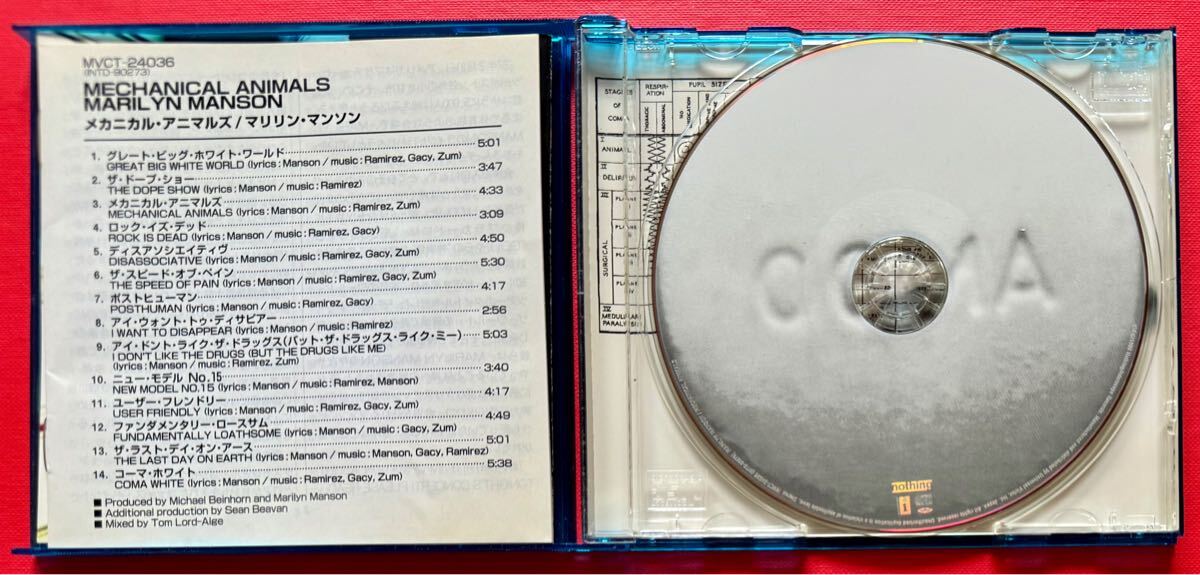 MVCT-24036
(INTD-90273)
MECHANICAL ANIMALS
MARILYN MANSON
メカニカル・アニマルズ/マリリン・マンソン
1. グレート・ビッグ・ホワイト・ワールド 5:01
GREAT BIG WHITE WORLD (lyrics:Manson / music:Ramirez, Gacy, Zum)
2. ザ・ドープ・ショー 3:47
THE DOPE SHOW (lyrics:Manson / music:Ramirez)
3. メカニカル・アニマルズ 4:33
MECHANICAL ANIMALS (lyrics:Manson / music:Ramirez, Zum)
4. ロック・イズ・デッド 3:09
ROCK IS DEAD (lyrics:Manson / music:Ramirez, Gacy)
5. ディスアソシエイティヴ 4:50
DISASSOCIATIVE (lyrics:Manson / music:Ramirez, Gacy, Zum)
6. ザ・スピード・オブ・ペイン 5:30
THE SPEED OF PAIN (lyrics:Manson / music:Ramirez, Gacy, Zum)
7. ポストヒューマン 4:17
POSTHUMAN (lyrics:Manson / music:Ramirez, Gacy)
8. アイ・ウォント・トゥ・ディサピアー 2:56
I WANT TO DISAPPEAR (lyrics:Manson / music:Ramirez)
9. アイ・ドント・ライク・ザ・ドラッグス(バット・ザ・ドラッグス・ライク・ミー) 5:03
I DON'T LIKE THE DRUGS (BUT THE DRUGS LIKE ME)
(lyrics:Manson / music:Ramirez, Zum)
10. ニュー・モデル No.15 3:40
NEW MODEL NO.15 (lyrics:Manson / music:Ramirez, Manson)
11. ユーザー・フレンドリー 4:17
USER FRIENDLY (lyrics:Manson / music:Ramirez, Gacy, Zum)
12. ファンダメンタリー・ロースサム 4:49
FUNDAMENTALLY LOATHSOME (lyrics:Manson / music:Gacy, Zum)
13. ザ・ラスト・デイ・オン・アース 5:01
THE LAST DAY ON EARTH (lyrics:Manson / music:Manson, Gacy, Ramirez)
14. コーマ・ホワイト 5:38
COMA WHITE (lyrics:Manson / music:Ramirez, Gacy, Zum)
■ Produced by Michael Beinhorn and Marilyn Manson
■ Additional production by Sean Beavan
■ Mixed by Tom Lord-Alge
STAGES OF COMA
RESPIRATION
THORACIC
ABDOMINAL
PUPIL SIZE
NO
I
II
III
SURGICAL
PLANE
PLANE
PLANE
PLANE IV
IV
COMA
nothing